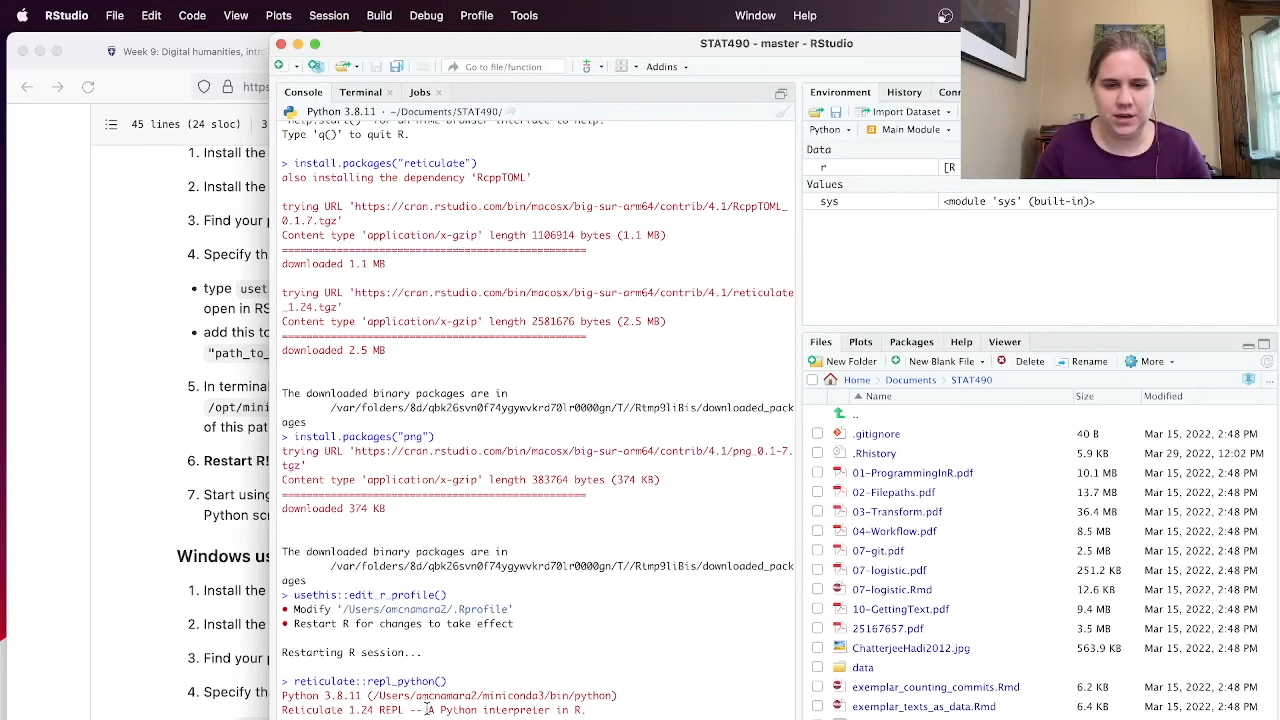 RStudio File Edit Code View Plots Session Build Debug Profile Tools Window Help
Week 9: Digital humanities, intr
STAT490 - master - RStudio
Go to file/function
Addins
https
Console Terminal Jobs
Environment History Con
Python 3.8.11 · ~/Documents/STAT490/
Import Dataset
45 lines (24 sloc) 3
Python Main Module
Data
r [R
Values
sys <module 'sys' (built-in)>
1. Install the
2. Install the
3. Find your p
4. Specify the
type uset
open in RS
add this to
"path_to_
5. In terminal
/opt/mini
of this path
6. Restart R!
7. Start using
Python scr
Windows us
1. Install the
2. Install the
3. Find your p
4. Specify the
Type 'q()' to quit R.
> install.packages("reticulate")
also installing the dependency ‘RcppTOML’
trying URL 'https://cran.rstudio.com/bin/macosx/big-sur-arm64/contrib/4.1/RcppTOML_
0.1.7.tgz'
Content type 'application/x-gzip' length 1106914 bytes (1.1 MB)
==================================================
downloaded 1.1 MB
trying URL 'https://cran.rstudio.com/bin/macosx/big-sur-arm64/contrib/4.1/reticulate
_1.24.tgz'
Content type 'application/x-gzip' length 2581676 bytes (2.5 MB)
==================================================
downloaded 2.5 MB
The downloaded binary packages are in
/var/folders/8d/qbk26svn0f74ygywvkrd70lr0000gn/T//Rtmp9liBis/downloaded_pack
ages
> install.packages("png")
trying URL 'https://cran.rstudio.com/bin/macosx/big-sur-arm64/contrib/4.1/png_0.1-7.
tgz'
Content type 'application/x-gzip' length 383764 bytes (374 KB)
==================================================
downloaded 374 KB
The downloaded binary packages are in
/var/folders/8d/qbk26svn0f74ygywvkrd70lr0000gn/T//Rtmp9liBis/downloaded_pack
ages
> usethis::edit_r_profile()
• Modify '/Users/amcnamara2/.Rprofile'
• Restart R for changes to take effect
Restarting R session...
> reticulate::repl_python()
Python 3.8.11 (/Users/amcnamara2/miniconda3/bin/python)
Reticulate 1.24 REPL -- A Python interpreter in R.
Files Plots Packages Help Viewer
New Folder New Blank File Delete Rename More
Home Documents STAT490
Name Size Modified
..
.gitignore 40 B Mar 15, 2022, 2:48 PM
.Rhistory 5.9 KB Mar 29, 2022, 12:02 PM
01-ProgrammingInR.pdf 10.1 MB Mar 15, 2022, 2:48 PM
02-Filepaths.pdf 13.7 MB Mar 15, 2022, 2:48 PM
03-Transform.pdf 36.4 MB Mar 15, 2022, 2:48 PM
04-Workflow.pdf 8.5 MB Mar 15, 2022, 2:48 PM
07-git.pdf 2.5 MB Mar 15, 2022, 2:48 PM
07-logistic.pdf 251.2 KB Mar 15, 2022, 2:48 PM
07-logistic.Rmd 12.6 KB Mar 15, 2022, 2:48 PM
10-GettingText.pdf 9.4 MB Mar 15, 2022, 2:48 PM
25167657.pdf 3.5 MB Mar 15, 2022, 2:48 PM
ChatterjeeHadi2012.jpg 563.9 KB Mar 15, 2022, 2:48 PM
data
exemplar_counting_commits.Rmd 6.2 KB Mar 15, 2022, 2:48 PM
exemplar_texts_as_data.Rmd 6.4 KB Mar 15, 2022, 2:48 PM